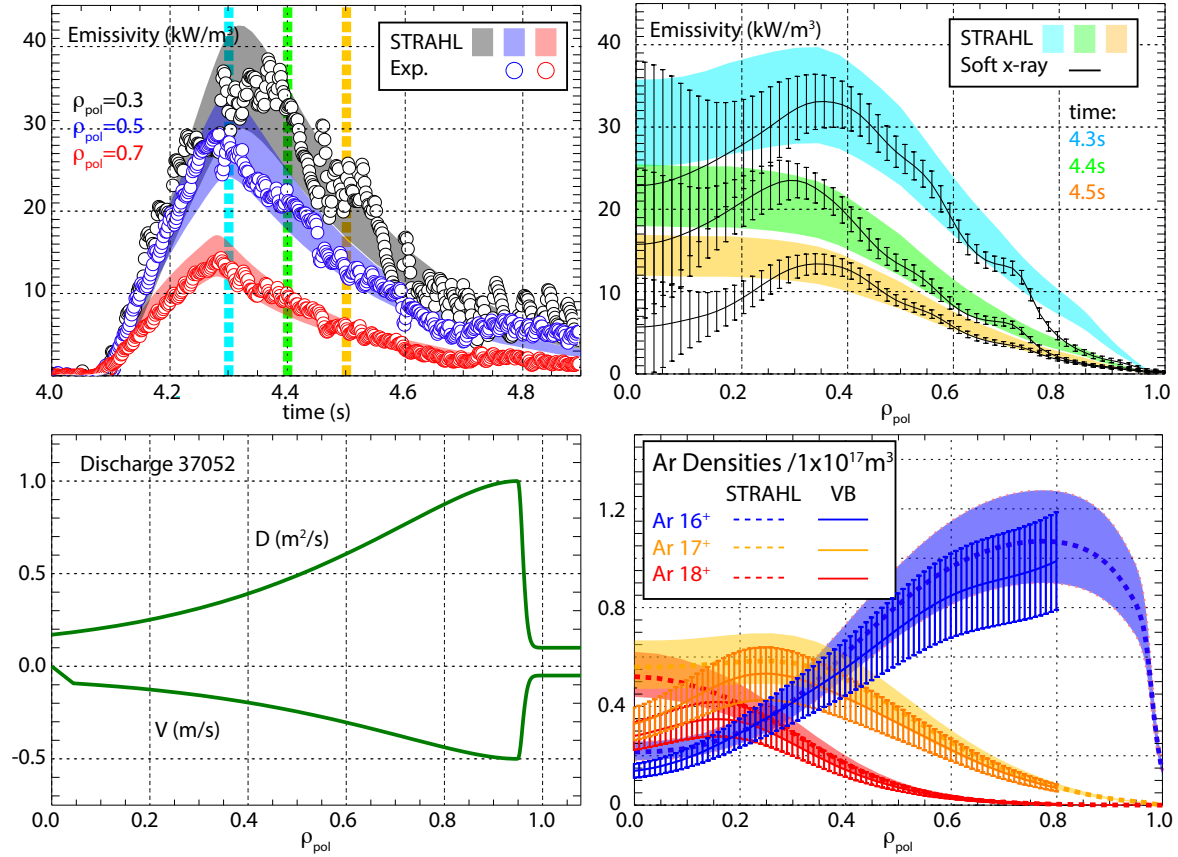 Emissivity (kW/m³)
STRAHL
Exp.
ρpol=0.3
ρpol=0.5
ρpol=0.7
40
30
20
10
4.0 4.2 4.4 4.6 4.8
time (s)
Emissivity (kW/m³)
STRAHL
Soft x-ray
time:
4.3s
4.4s
4.5s
40
30
20
10
0
0.0 0.2 0.4 0.6 0.8 1.0
ρpol
Discharge 37052
D (m²/s)
V (m/s)
1.0
0.5
0.0
-0.5
0.0 0.2 0.4 0.6 0.8 1.0
ρpol
Ar Densities /1x10¹⁷m³
STRAHL VB
Ar 16⁺
Ar 17⁺
Ar 18⁺
1.2
0.8
0.4
0
0.0 0.2 0.4 0.6 0.8 1.0
ρpol